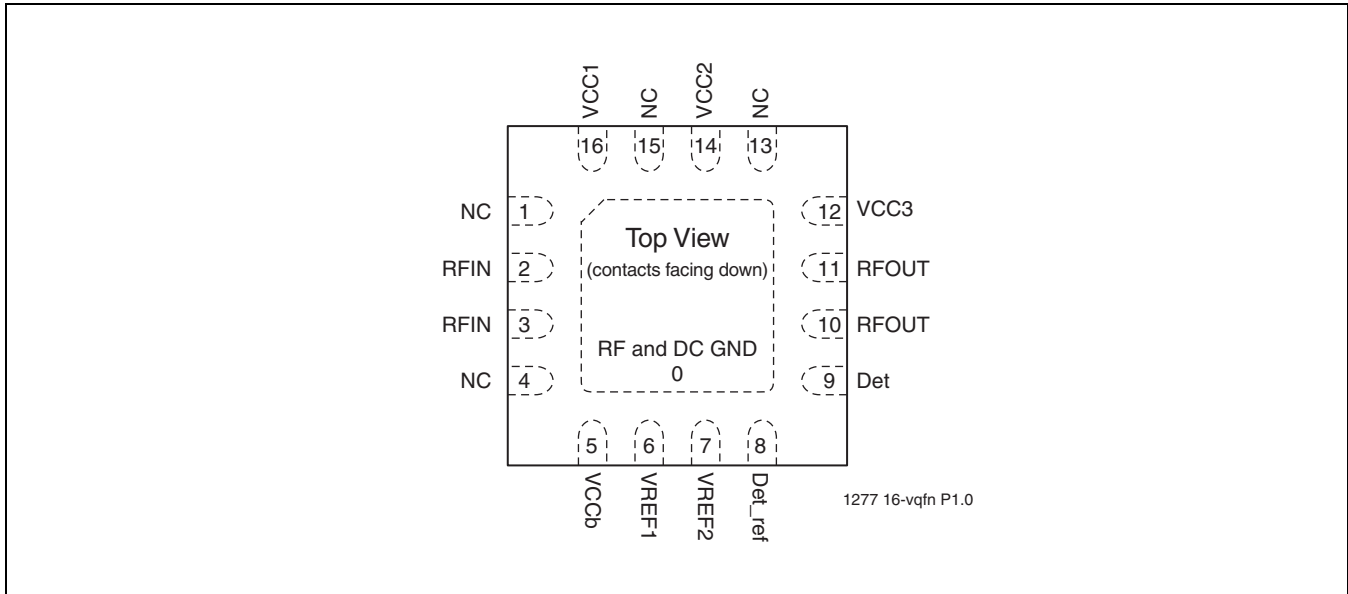 VCC1
NC
VCC2
NC
16
15
14
13
NC 1
12 VCC3
Top View
RFIN 2
(contacts facing down)
11 RFOUT
RFIN 3
10 RFOUT
RF and DC GND
0
NC 4
9 Det
5
6
7
8
VCCb
VREF1
VREF2
Det_ref
1277 16-vqfn P1.0